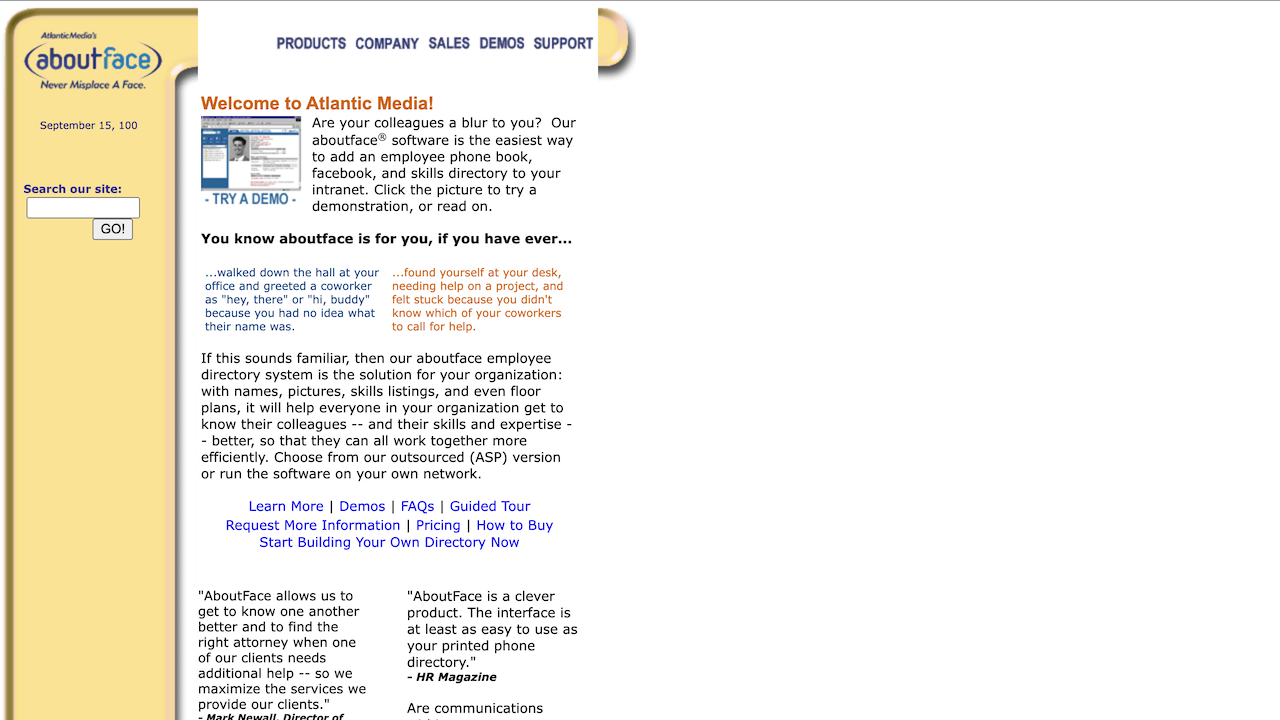 AtlanticMedia's
aboutface
Never Misplace A Face.
PRODUCTS COMPANY SALES DEMOS SUPPORT
September 15, 100
Search our site:
GO!
Welcome to Atlantic Media!
- TRY A DEMO -
Are your colleagues a blur to you?  Our
aboutface® software is the easiest way
to add an employee phone book,
facebook, and skills directory to your
intranet. Click the picture to try a
demonstration, or read on.
You know aboutface is for you, if you have ever...
...walked down the hall at your
office and greeted a coworker
as "hey, there" or "hi, buddy"
because you had no idea what
their name was.
...found yourself at your desk,
needing help on a project, and
felt stuck because you didn't
know which of your coworkers
to call for help.
If this sounds familiar, then our aboutface employee
directory system is the solution for your organization:
with names, pictures, skills listings, and even floor
plans, it will help everyone in your organization get to
know their colleagues -- and their skills and expertise -
- better, so that they can all work together more
efficiently. Choose from our outsourced (ASP) version
or run the software on your own network.
Learn More | Demos | FAQs | Guided Tour
Request More Information | Pricing | How to Buy
Start Building Your Own Directory Now
"AboutFace allows us to
get to know one another
better and to find the
right attorney when one
of our clients needs
additional help -- so we
maximize the services we
provide our clients."
- Mark Newall, Director of
"AboutFace is a clever
product. The interface is
at least as easy to use as
your printed phone
directory."
- HR Magazine
Are communications